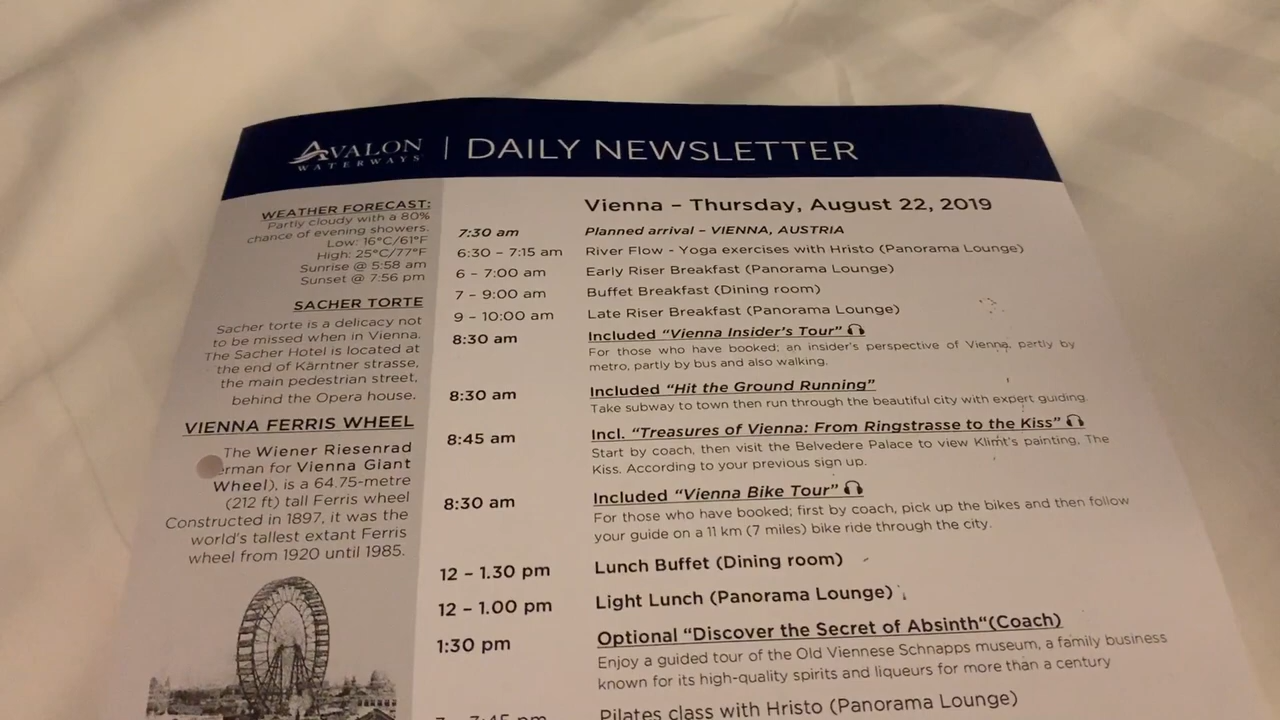 AVALON
WATERWAYS
DAILY NEWSLETTER
WEATHER FORECAST:
Partly cloudy with a 80%
chance of evening showers.
Low: 16°C/61°F
High: 25°C/77°F
Sunrise @ 5:58 am
Sunset @ 7:56 pm
SACHER TORTE
Sacher torte is a delicacy not
to be missed when in Vienna.
The Sacher Hotel is located at
the end of Kärntner strasse,
the main pedestrian street,
behind the Opera house.
VIENNA FERRIS WHEEL
The Wiener Riesenrad
erman for Vienna Giant
Wheel), is a 64.75-metre
(212 ft) tall Ferris wheel
Constructed in 1897, it was the
world's tallest extant Ferris
wheel from 1920 until 1985.
Vienna – Thursday, August 22, 2019
7:30 am Planned arrival – VIENNA, AUSTRIA
6:30 – 7:15 am River Flow - Yoga exercises with Hristo (Panorama Lounge)
6 – 7:00 am Early Riser Breakfast (Panorama Lounge)
7 – 9:00 am Buffet Breakfast (Dining room)
9 – 10:00 am Late Riser Breakfast (Panorama Lounge)
8:30 am Included “Vienna Insider’s Tour”
For those who have booked; an insider's perspective of Vienna, partly by
metro, partly by bus and also walking.
8:30 am Included “Hit the Ground Running”
Take subway to town then run through the beautiful city with expert guiding.
8:45 am Incl. “Treasures of Vienna: From Ringstrasse to the Kiss”
Start by coach, then visit the Belvedere Palace to view Klimt's painting, The
Kiss. According to your previous sign up.
8:30 am Included “Vienna Bike Tour”
For those who have booked; first by coach, pick up the bikes and then follow
your guide on a 11 km (7 miles) bike ride through the city.
12 – 1.30 pm Lunch Buffet (Dining room)
12 – 1.00 pm Light Lunch (Panorama Lounge)
1:30 pm Optional “Discover the Secret of Absinth“(Coach)
Enjoy a guided tour of the Old Viennese Schnapps museum, a family business
known for its high-quality spirits and liqueurs for more than a century
Pilates class with Hristo (Panorama Lounge)